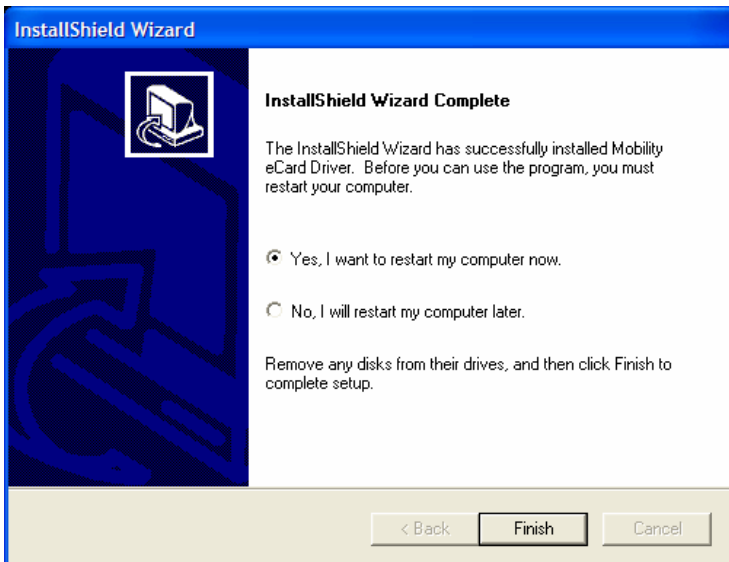 InstallShield Wizard
InstallShield Wizard Complete
The InstallShield Wizard has successfully installed Mobility
eCard Driver. Before you can use the program, you must
restart your computer.
Yes, I want to restart my computer now.
No, I will restart my computer later.
Remove any disks from their drives, and then click Finish to
complete setup.
< Back Finish Cancel